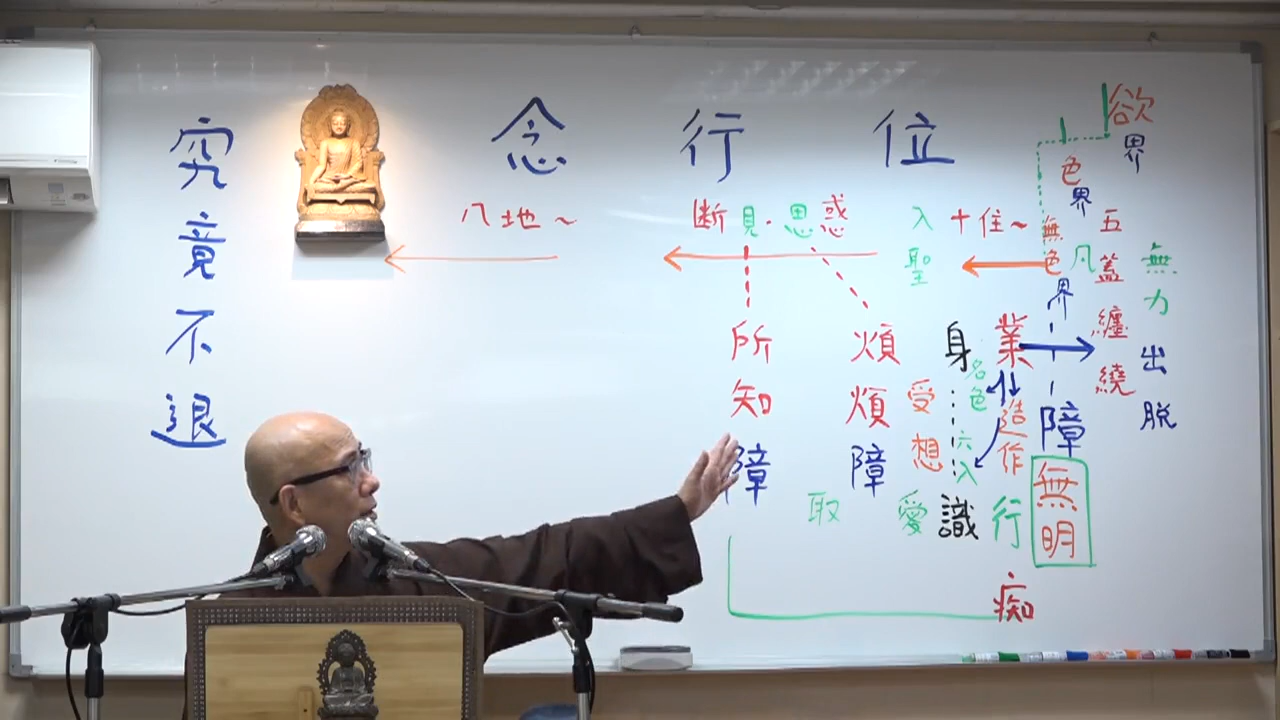 欲界
色界
無色界
無力出脫
五蓋纏繞
凡
位
行
念
究竟不退
十住~
入聖
斷見·思惑
八地~
業障
造作
無明
行
痴
身
識
名色
六入
受想
愛
取
煩煩障
所知障